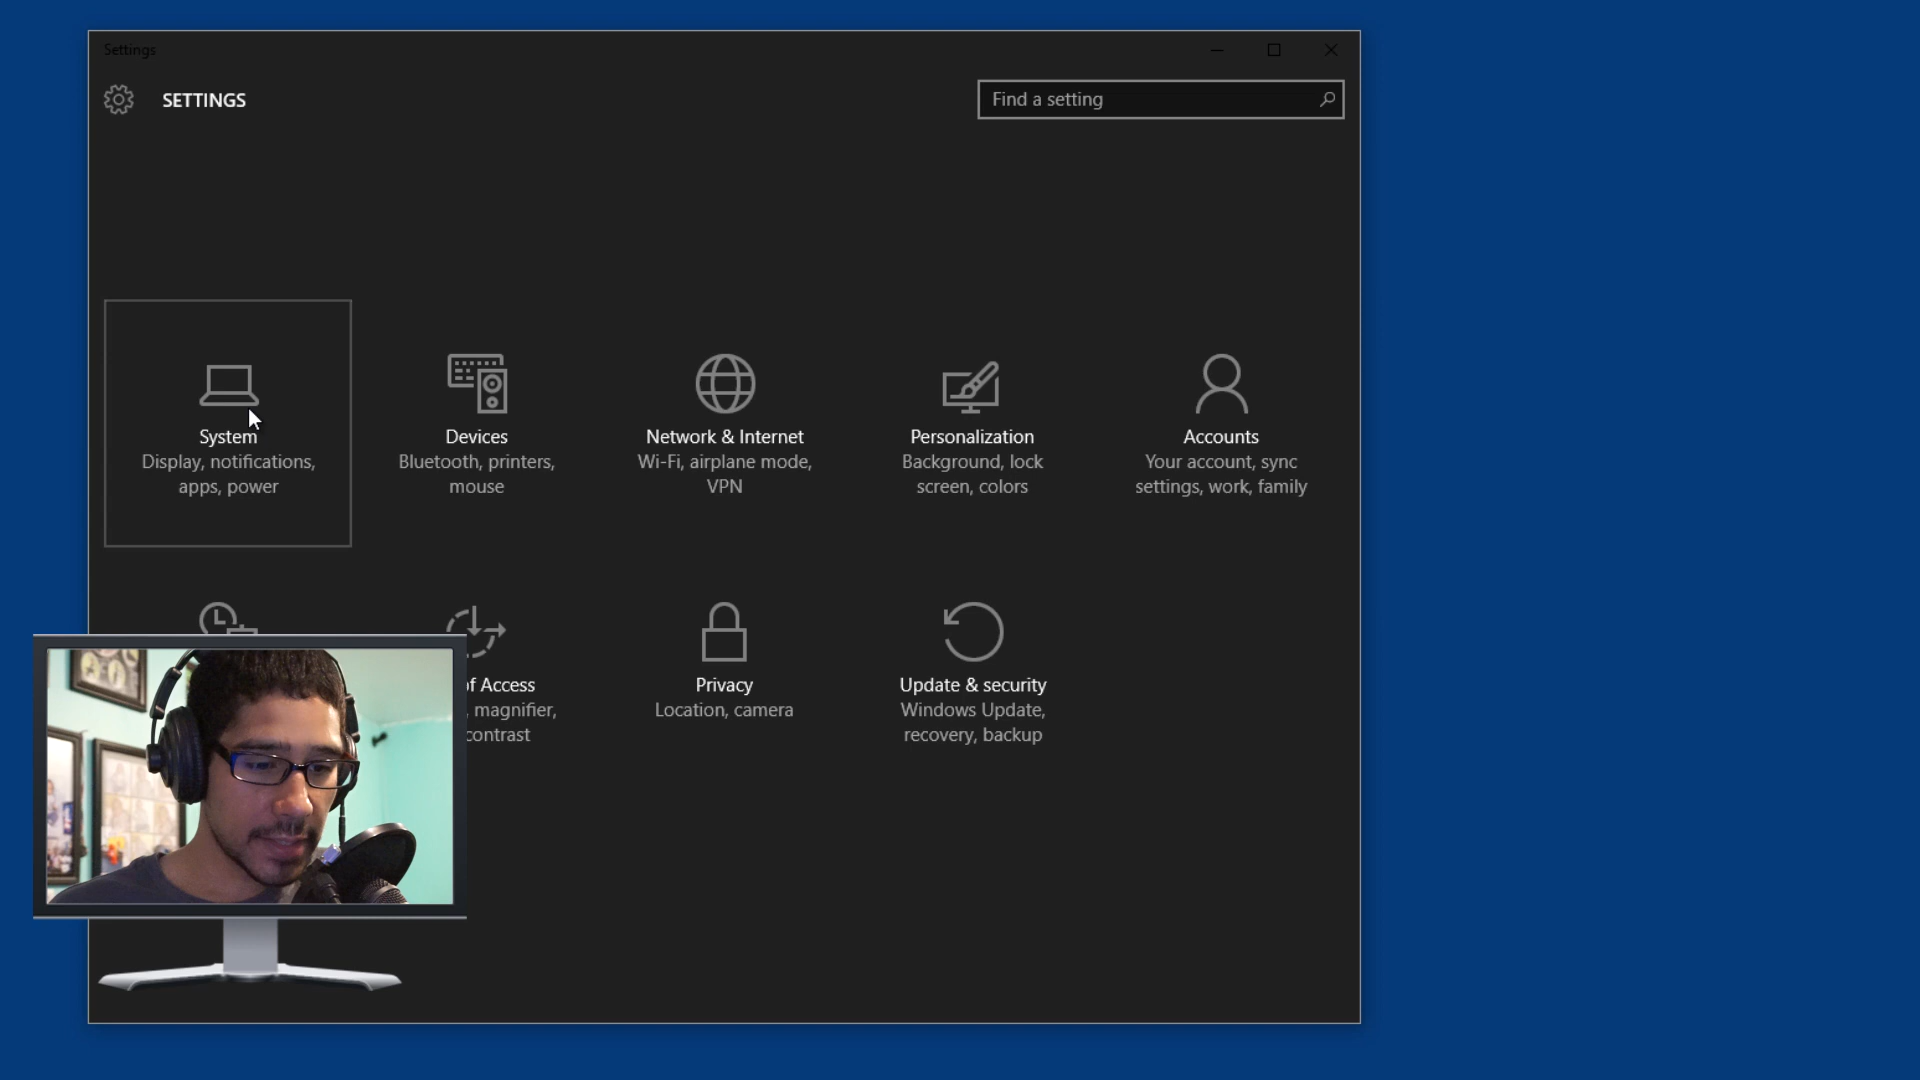 Settings
SETTINGS
Find a setting
System
Display, notifications,
apps, power
Devices
Bluetooth, printers,
mouse
Network & Internet
Wi-Fi, airplane mode,
VPN
Personalization
Background, lock
screen, colors
Accounts
Your account, sync
settings, work, family
of Access
, magnifier,
contrast
Privacy
Location, camera
Update & security
Windows Update,
recovery, backup